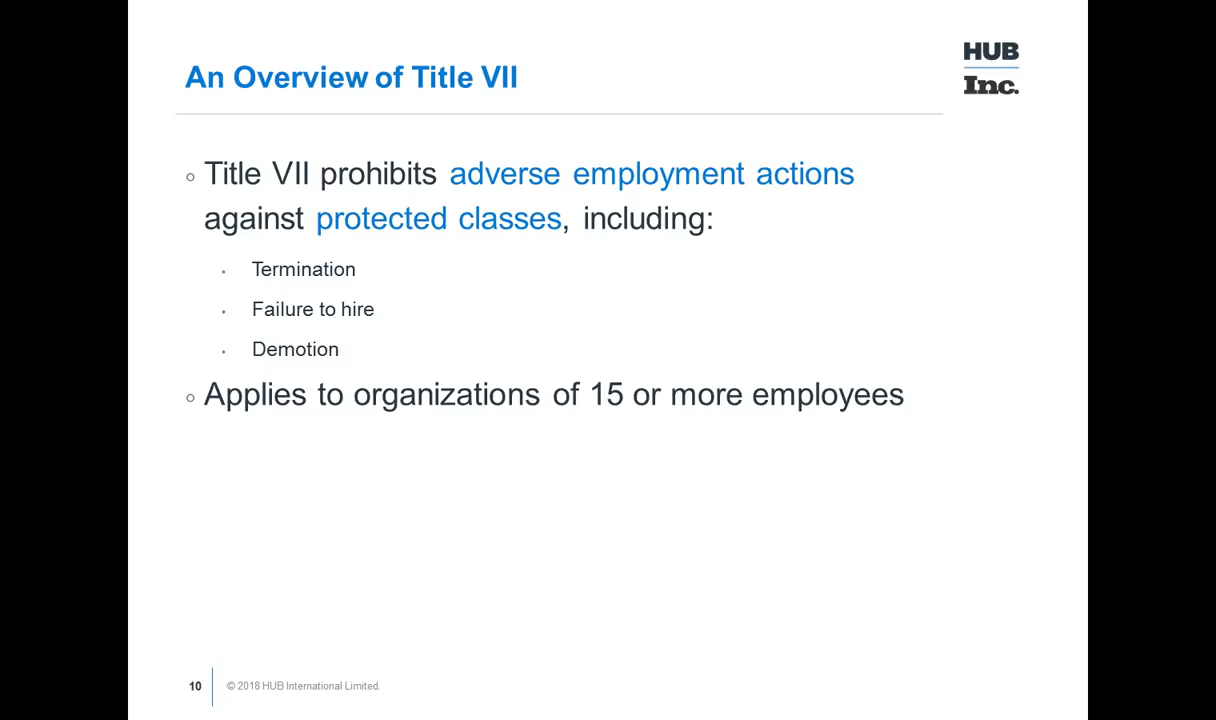 HUB
Inc.
An Overview of Title VII
Title VII prohibits adverse employment actions
against protected classes, including:
Termination
Failure to hire
Demotion
Applies to organizations of 15 or more employees
10
© 2018 HUB International Limited.